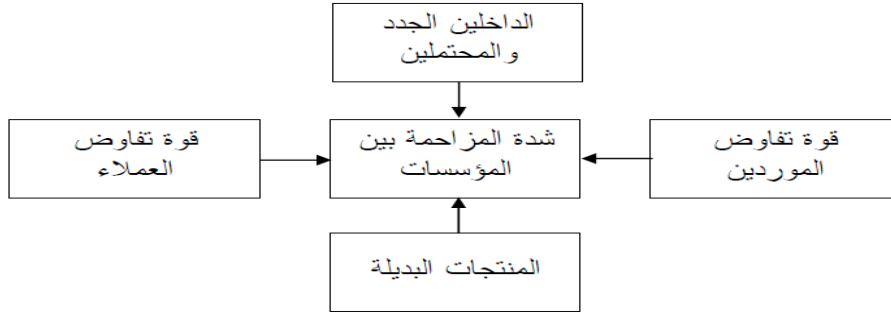 الداخلين الجدد
والمحتملين
قوة تفاوض
العملاء
شدة المزاحمة بين
المؤسسات
قوة تفاوض
الموردين
المنتجات البديلة